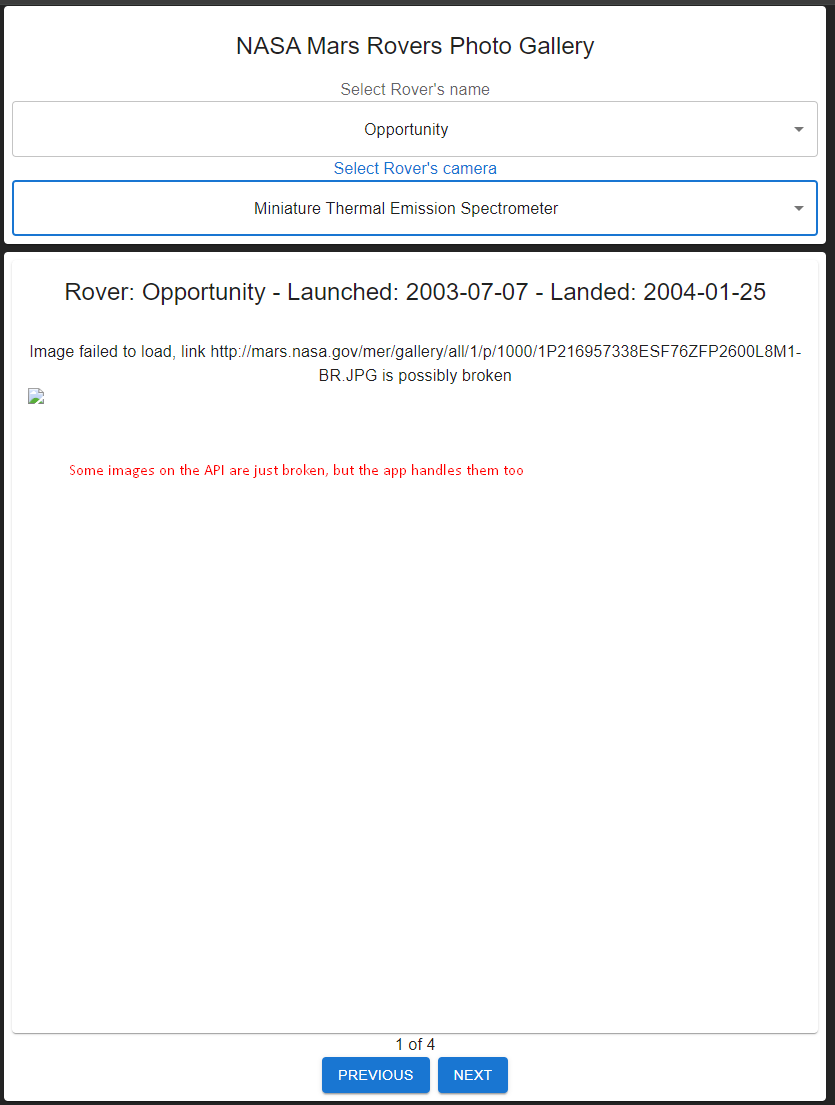 NASA Mars Rovers Photo Gallery
Select Rover's name
Opportunity
Select Rover's camera
Miniature Thermal Emission Spectrometer
Rover: Opportunity - Launched: 2003-07-07 - Landed: 2004-01-25
Image failed to load, link http://mars.nasa.gov/mer/gallery/all/1/p/1000/1P216957338ESF76ZFP2600L8M1-
BR.JPG is possibly broken
Some images on the API are just broken, but the app handles them too
1 of 4
PREVIOUS NEXT